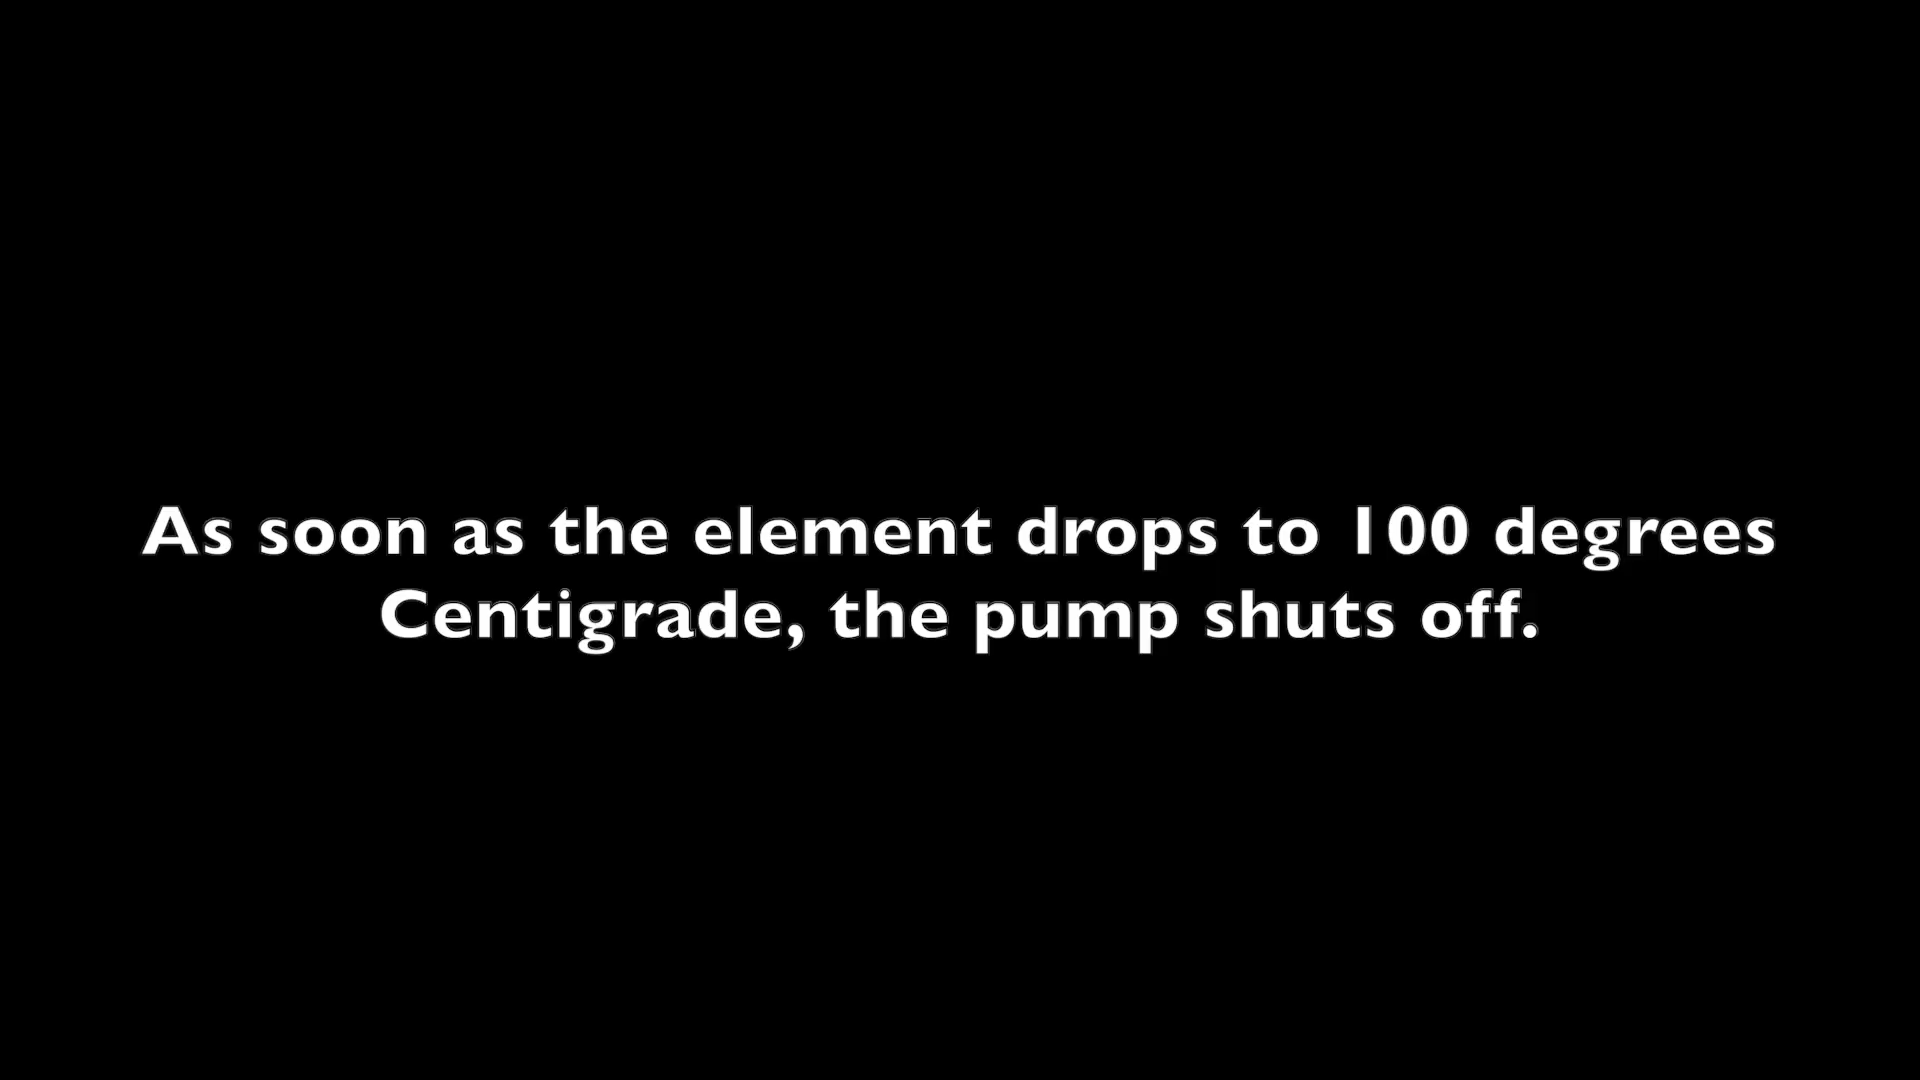 As soon as the element drops to 100 degrees
Centigrade, the pump shuts off.